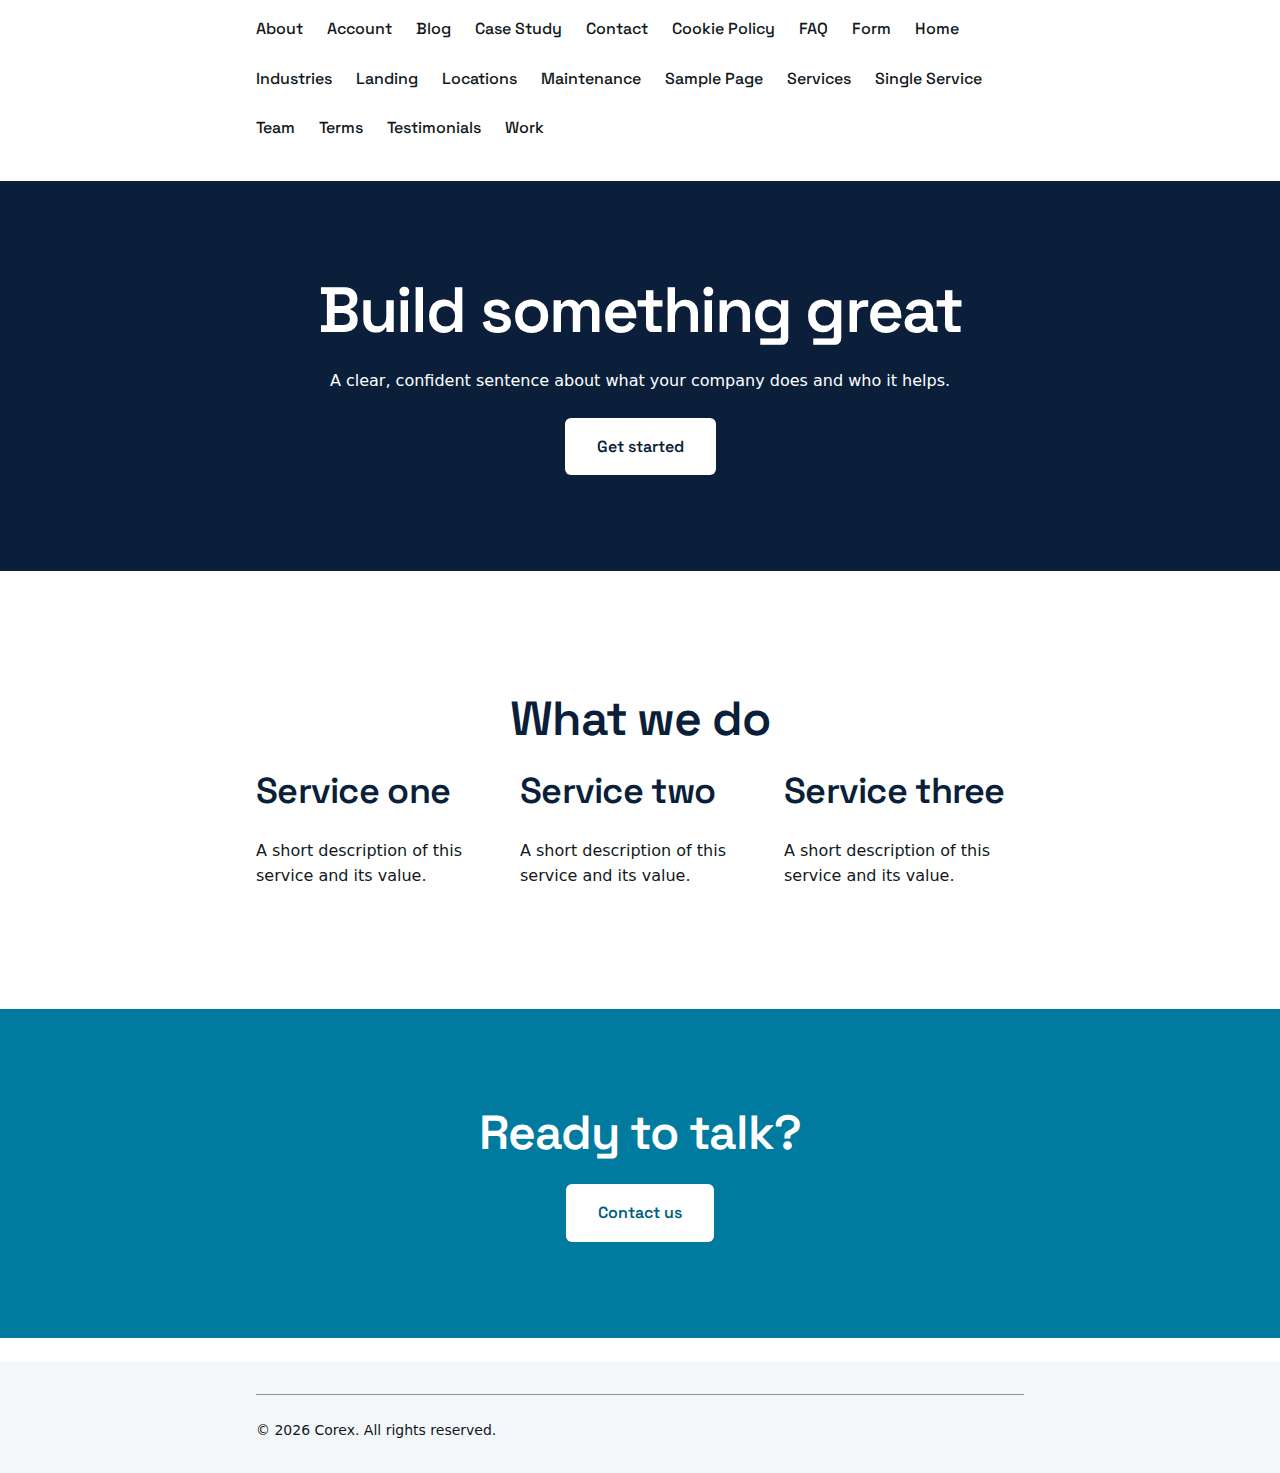 About Account Blog Case Study Contact Cookie Policy FAQ Form Home
Industries Landing Locations Maintenance Sample Page Services Single Service
Team Terms Testimonials Work
Build something great
A clear, confident sentence about what your company does and who it helps.
Get started
What we do
Service one
A short description of this
service and its value.
Service two
A short description of this
service and its value.
Service three
A short description of this
service and its value.
Ready to talk?
Contact us
© 2026 Corex. All rights reserved.